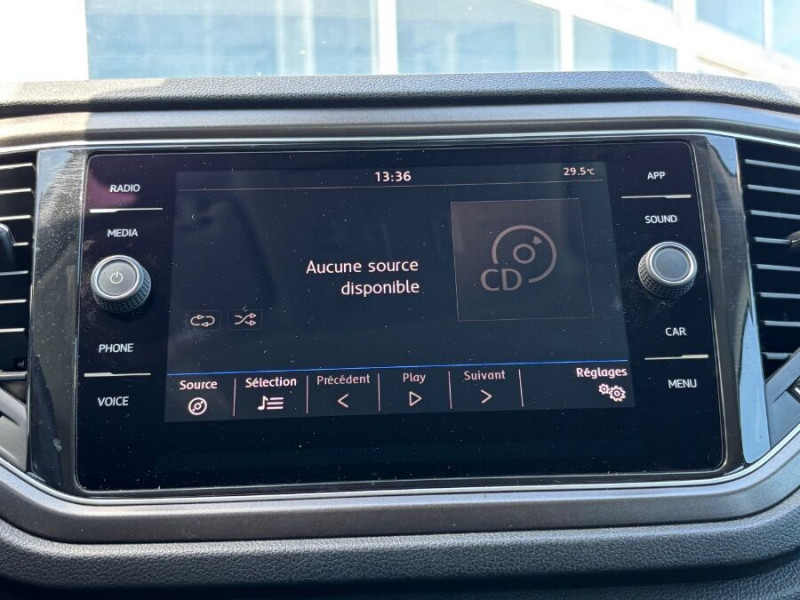 RADIO
MEDIA
PHONE
VOICE
13:36
29.5°C
Aucune source
disponible
CD
Source
Sélection
Précédent
Play
Suivant
Réglages
APP
SOUND
CAR
MENU